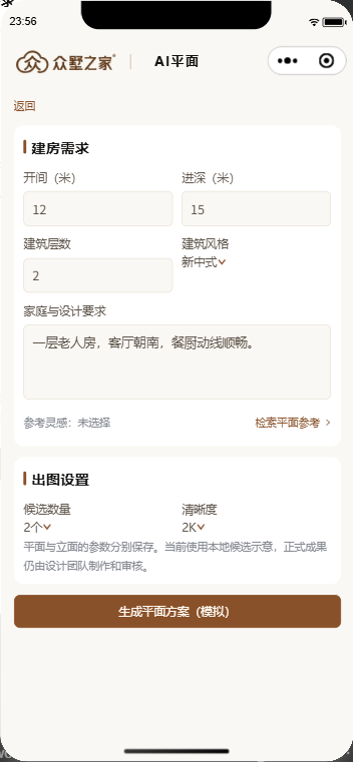 23:56
众墅之家 AI平面
返回
建房需求
开间（米） 进深（米）
12 15
建筑层数 建筑风格
新中式
2
家庭与设计要求
一层老人房，客厅朝南，餐厨动线顺畅。
参考灵感：未选择 检索平面参考 >
出图设置
候选数量 清晰度
2个 2K
平面与立面的参数分别保存。当前使用本地候选示意，正式成果
仍由设计团队制作和审核。
生成平面方案（模拟）